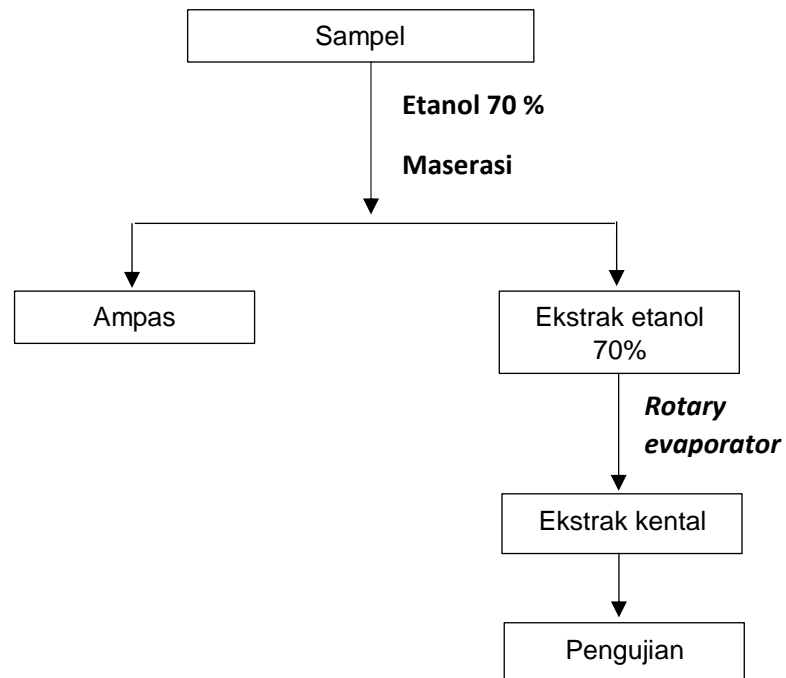 Sampel
Etanol 70 %
Maserasi
Ampas
Ekstrak etanol
70%
Rotary
evaporator
Ekstrak kental
Pengujian